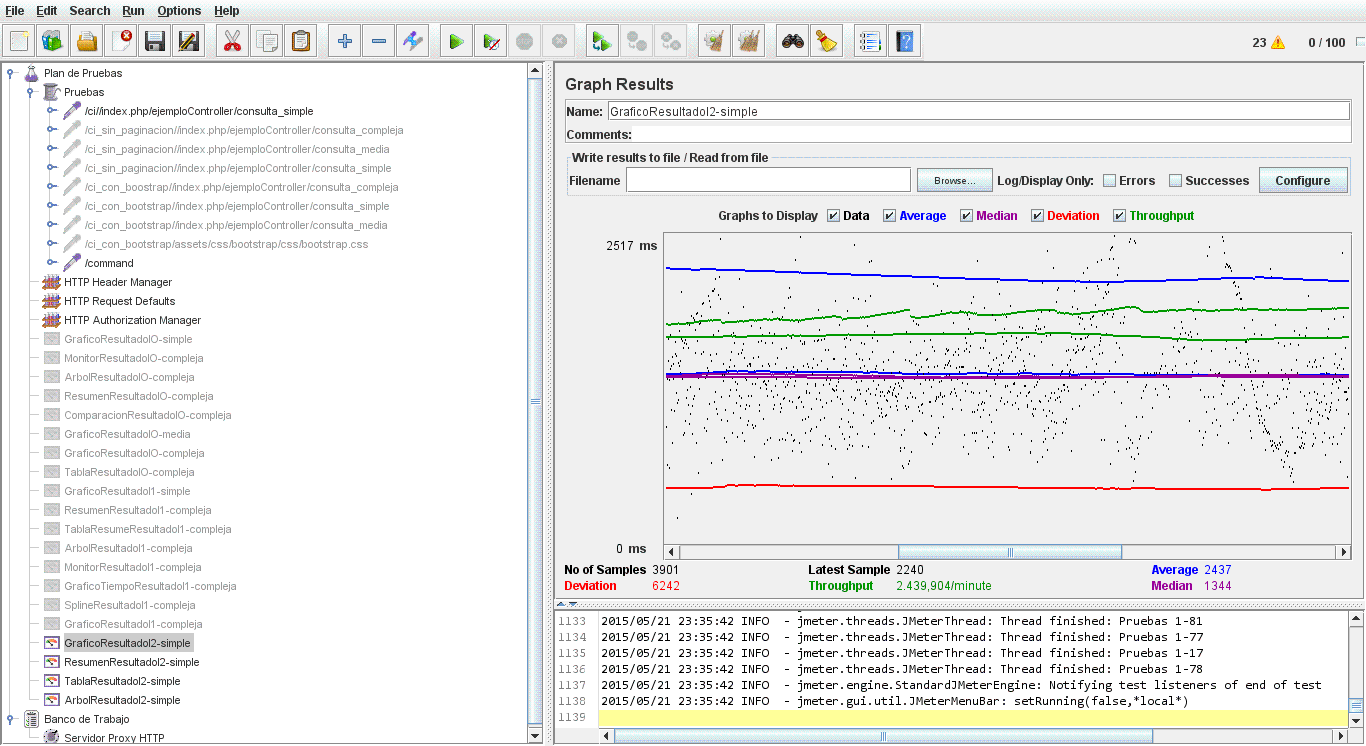 File Edit Search Run Options Help
23 0 / 100
Plan de Pruebas
Pruebas
/ci//index.php/ejemploController/consulta_simple
/ci_sin_paginacion//index.php/ejemploController/consulta_compleja
/ci_sin_paginacion//index.php/ejemploController/consulta_media
/ci_sin_paginacion//index.php/ejemploController/consulta_simple
/ci_con_boostrap//index.php/ejemploController/consulta_compleja
/ci_con_bootstrap//index.php/ejemploController/consulta_simple
/ci_con_bootstrap//index.php/ejemploController/consulta_media
/ci_con_bootstrap/assets/css/bootstrap/css/bootstrap.css
/command
HTTP Header Manager
HTTP Request Defaults
HTTP Authorization Manager
GraficoResultadoI0-simple
MonitorResultadoI0-compleja
ArbolResultadoI0-compleja
ResumenResultadoI0-compleja
ComparacionResultadoI0-compleja
GraficoResultadoI0-media
GraficoResultadoI0-compleja
TablaResultadoI0-compleja
GraficoResultadoI1-simple
ResumenResultadoI1-compleja
TablaResumeResultadoI1-compleja
ArbolResultadoI1-compleja
MonitorResultadoI1-compleja
GraficoTiempoResultadoI1-compleja
SplineResultadoI1-compleja
GraficoResultadoI1-compleja
GraficoResultadoI2-simple
ResumenResultadoI2-simple
TablaResultadoI2-simple
ArbolResultadoI2-simple
Banco de Trabajo
Servidor Proxy HTTP
Graph Results
Name: GraficoResultadoI2-simple
Comments:
Write results to file / Read from file
Filename Browse... Log/Display Only: Errors Successes Configure
Graphs to Display Data Average Median Deviation Throughput
2517 ms
0 ms
No of Samples 3901 Latest Sample 2240 Average 2437
Deviation 6242 Throughput 2.439,904/minute Median 1344
1133 2015/05/21 23:35:42 INFO - jmeter.threads.JMeterThread: Thread finished: Pruebas 1-81
1134 2015/05/21 23:35:42 INFO - jmeter.threads.JMeterThread: Thread finished: Pruebas 1-77
1135 2015/05/21 23:35:42 INFO - jmeter.threads.JMeterThread: Thread finished: Pruebas 1-17
1136 2015/05/21 23:35:42 INFO - jmeter.threads.JMeterThread: Thread finished: Pruebas 1-78
1137 2015/05/21 23:35:42 INFO - jmeter.engine.StandardJMeterEngine: Notifying test listeners of end of test
1138 2015/05/21 23:35:42 INFO - jmeter.gui.util.JMeterMenuBar: setRunning(false,*local*)
1139